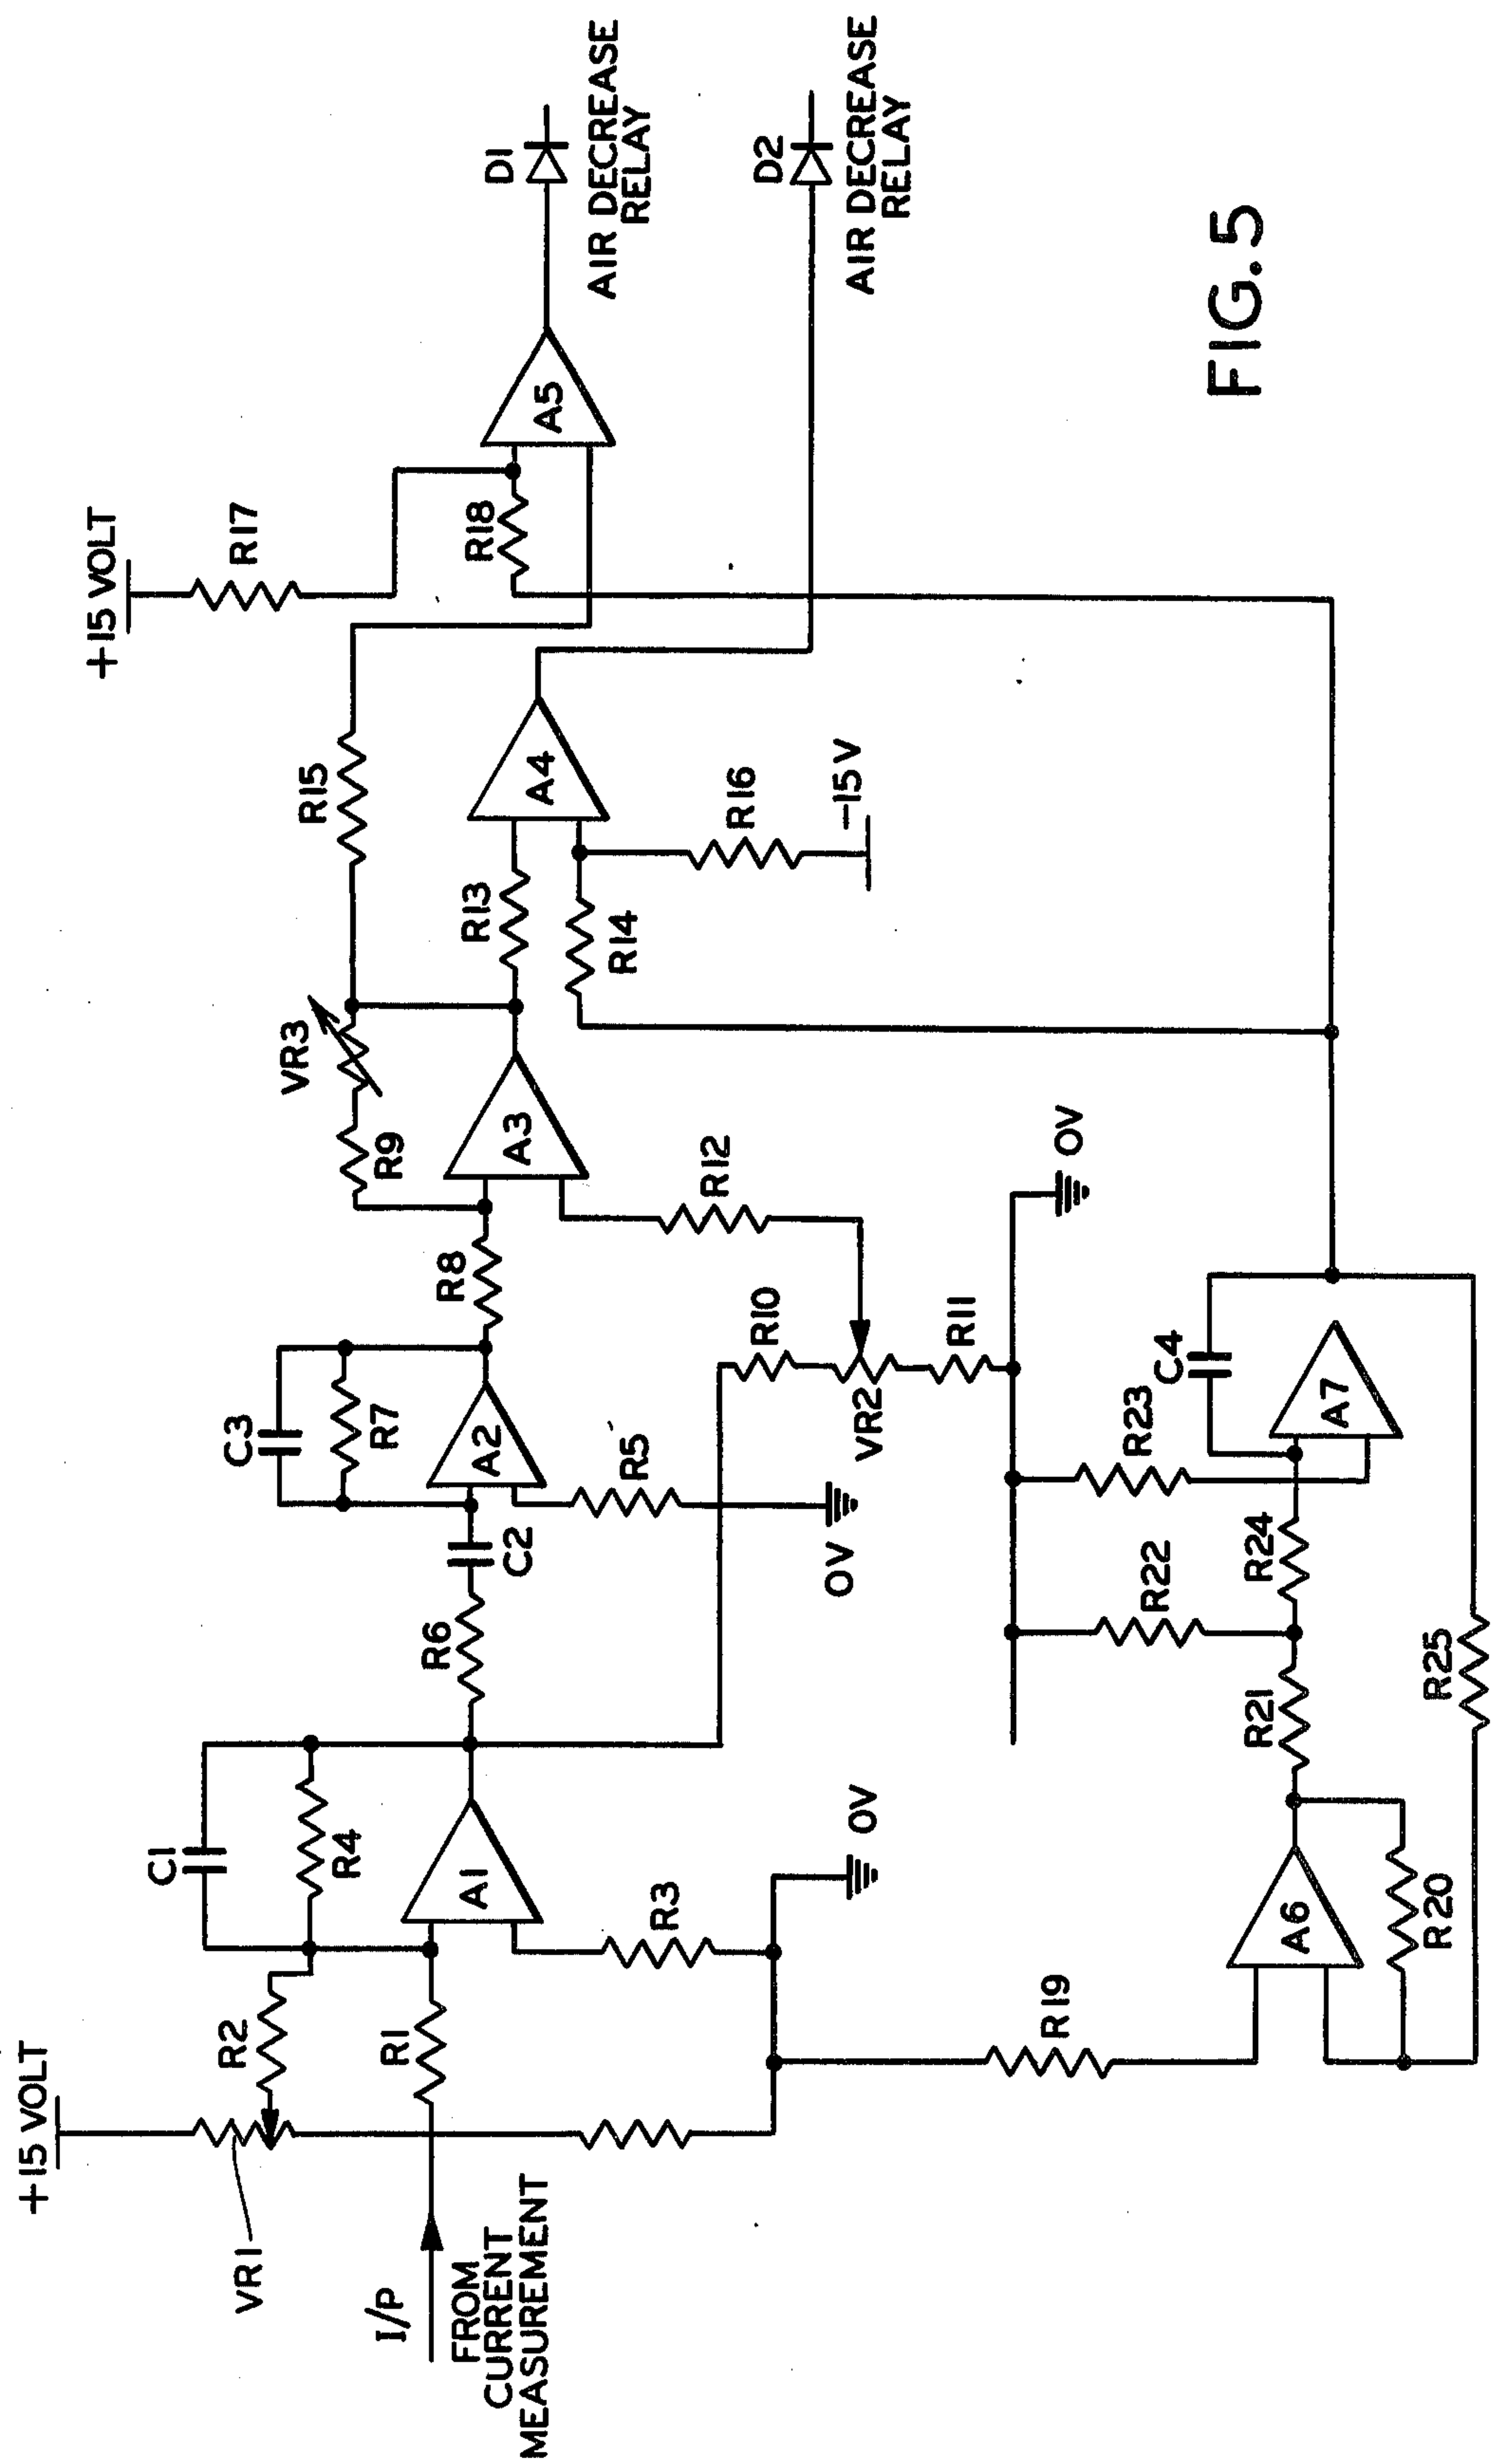 +15 VOLT
VR1
I/P
FROM
CURRENT
MEASUREMENT
R2
R1
C1
R4
A1
R3
0V
R19
R6
C2
C3
R7
A2
R5
0V
R8
R9
VR3
A3
R12
R10
VR2
R11
0V
R15
R13
R14
A4
R16
-15V
+15 VOLT
R17
R18
A5
D1
AIR DECREASE
RELAY
D2
AIR DECREASE
RELAY
A6
R20
R21
R22
R24
R23
C4
A7
R25
FIG. 5